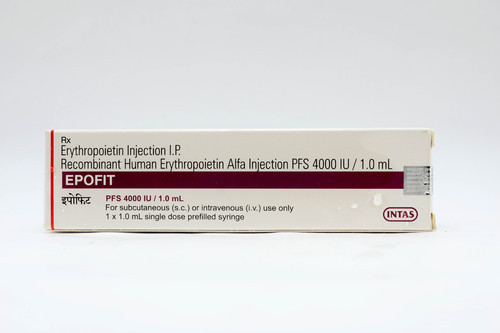 Rx
Erythropoietin Injection I.P.
Recombinant Human Erythropoietin Alfa Injection PFS 4000 IU / 1.0 mL
EPOFIT
इपोफिट PFS 4000 IU / 1.0 mL
For subcutaneous (s.c.) or intravenous (i.v.) use only
1 x 1.0 mL single dose prefilled syringe
INTAS